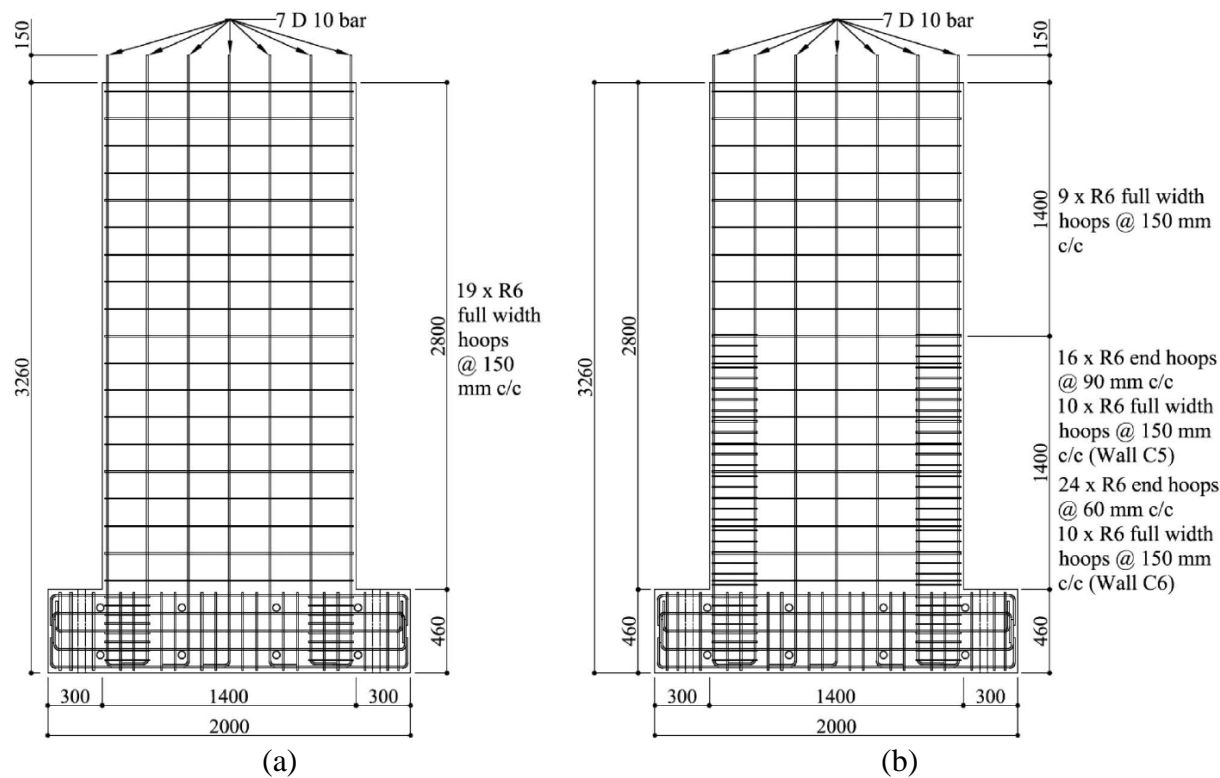 7 D 10 bar
150
3260
2800
19 x R6
full width
hoops
@ 150
mm c/c
460
300
1400
300
2000
(a)
7 D 10 bar
150
3260
2800
1400
9 x R6 full width
hoops @ 150 mm
c/c
1400
16 x R6 end hoops
@ 90 mm c/c
10 x R6 full width
hoops @ 150 mm
c/c (Wall C5)
24 x R6 end hoops
@ 60 mm c/c
10 x R6 full width
hoops @ 150 mm
c/c (Wall C6)
460
460
300
1400
300
2000
(b)